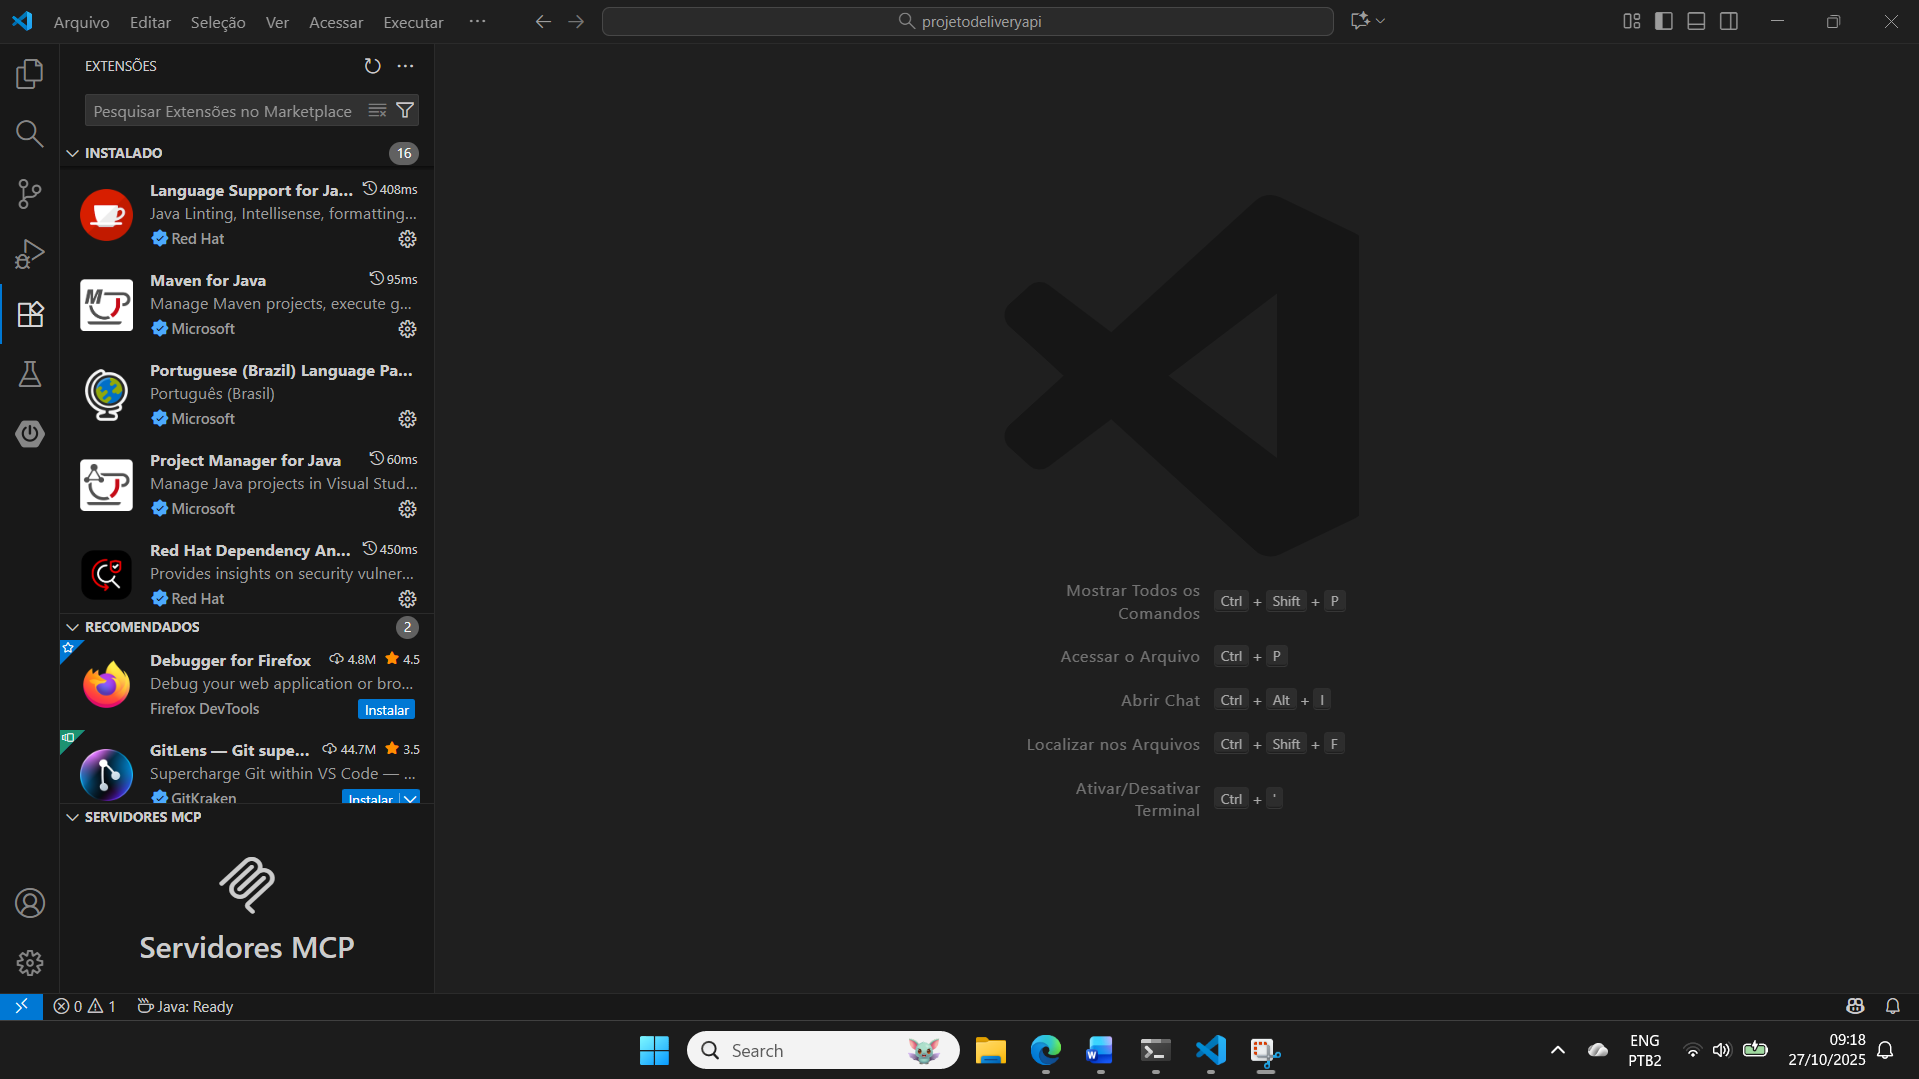 Arquivo Editar Seleção Ver Acessar Executar ···
projetodeliveryapi
EXTENSÕES
Pesquisar Extensões no Marketplace
INSTALADO 16
Language Support for Ja... 408ms
Java Linting, Intellisense, formatting...
Red Hat
Maven for Java 95ms
Manage Maven projects, execute g...
Microsoft
Portuguese (Brazil) Language Pa...
Português (Brasil)
Microsoft
Project Manager for Java 60ms
Manage Java projects in Visual Stud...
Microsoft
Red Hat Dependency An... 450ms
Provides insights on security vulner...
Red Hat
RECOMENDADOS 2
Debugger for Firefox 4.8M 4.5
Debug your web application or bro...
Firefox DevTools Instalar
GitLens — Git supe... 44.7M 3.5
Supercharge Git within VS Code — ...
GitKraken Instalar
SERVIDORES MCP
Servidores MCP
Mostrar Todos os
Comandos
Ctrl + Shift + P
Acessar o Arquivo Ctrl + P
Abrir Chat Ctrl + Alt + I
Localizar nos Arquivos Ctrl + Shift + F
Ativar/Desativar
Terminal
Ctrl + '
0 1 Java: Ready
Search
ENG
PTB2
09:18
27/10/2025